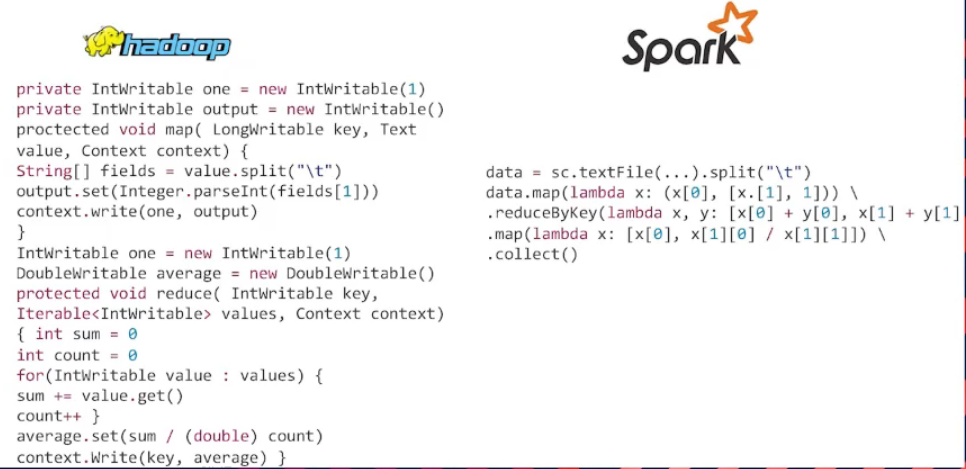 hadoop
private IntWritable one = new IntWritable(1)
private IntWritable output = new IntWritable()
proctected void map( LongWritable key, Text
value, Context context) {
String[] fields = value.split("\t")
output.set(Integer.parseInt(fields[1]))
context.write(one, output)
}
IntWritable one = new IntWritable(1)
DoubleWritable average = new DoubleWritable()
protected void reduce( IntWritable key,
Iterable<IntWritable> values, Context context)
{ int sum = 0
int count = 0
for(IntWritable value : values) {
sum += value.get()
count++ }
average.set(sum / (double) count)
context.Write(key, average) }
Spark
data = sc.textFile(...).split("\t")
data.map(lambda x: (x[0], [x.[1], 1])) \
.reduceByKey(lambda x, y: [x[0] + y[0], x[1] + y[1]
.map(lambda x: [x[0], x[1][0] / x[1][1]]) \
.collect()